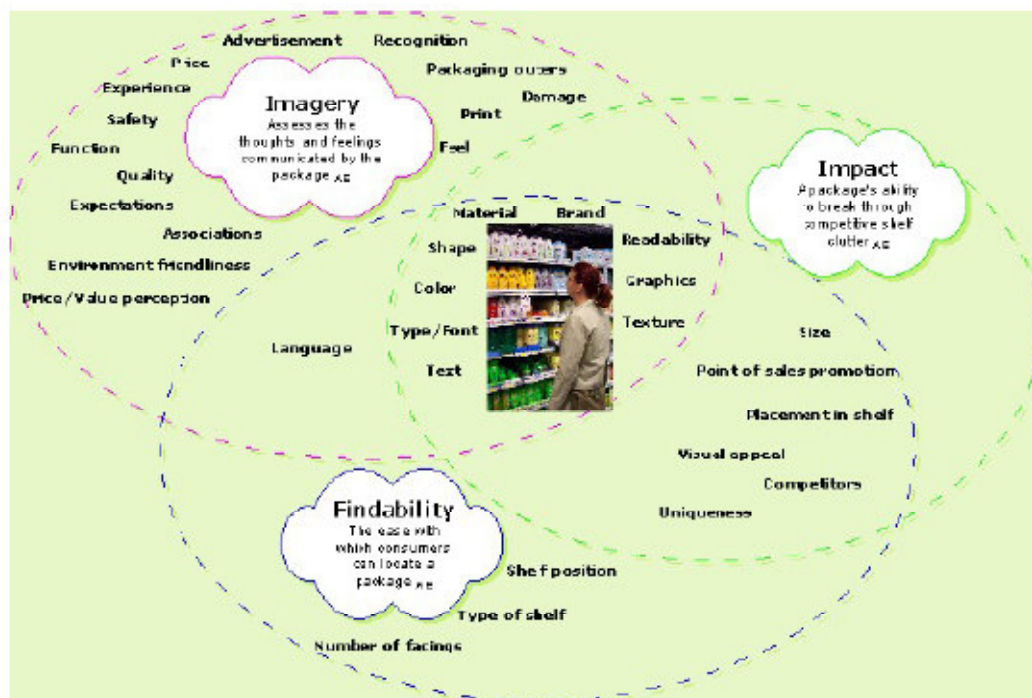 Advertisement
Recognition
Price
Packaging outers
Experience
Damage
Safety
Print
Function
Feel
Quality
Expectations
Associations
Environment friendliness
Price/Value perception
Imagery
Assesses the
thoughts and feelings
communicated by the
package
Impact
A package's ability
to break through
competitive shelf
clutter
Material
Brand
Shape
Readability
Color
Graphics
Type/Font
Texture
Text
Language
Size
Point of sales promotion
Placement in shelf
Visual appeal
Competitors
Uniqueness
Findability
The ease with
which consumers
can locate a
package
Shelf position
Type of shelf
Number of facings